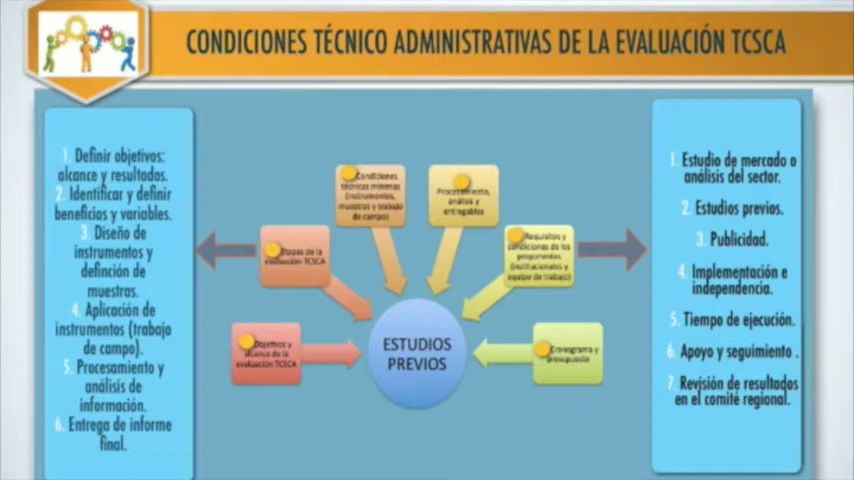 CONDICIONES TÉCNICO ADMINISTRATIVAS DE LA EVALUACIÓN TCSCA
1. Definir objetivos:
alcance y resultados.
2. Identificar y definir
beneficios y variables.
3. Diseño de
instrumentos y
definción de
muestras.
4. Aplicación de
instrumentos (trabajo
de campo).
5. Procesamiento y
análisis de
información.
6. Entrega de informe
final.
Objetivos y
alcance de la
evaluación TCSCA
Etapas de la
evaluación TCSCA
Condiciones
técnicas mínimas
(instrumentos,
muestras y trabajo
de campo)
Procesamiento,
análisis y
entregables
Requisitos y
condiciones de los
proponentes
(institucionales y
equipo de trabajo)
Cronograma y
presupuesto
ESTUDIOS
PREVIOS
1. Estudio de mercado o
análisis del sector.
2. Estudios previos.
3. Publicidad.
4. Implementación e
independencia.
5. Tiempo de ejecución.
6. Apoyo y seguimiento .
7. Revisión de resultados
en el comité regional.